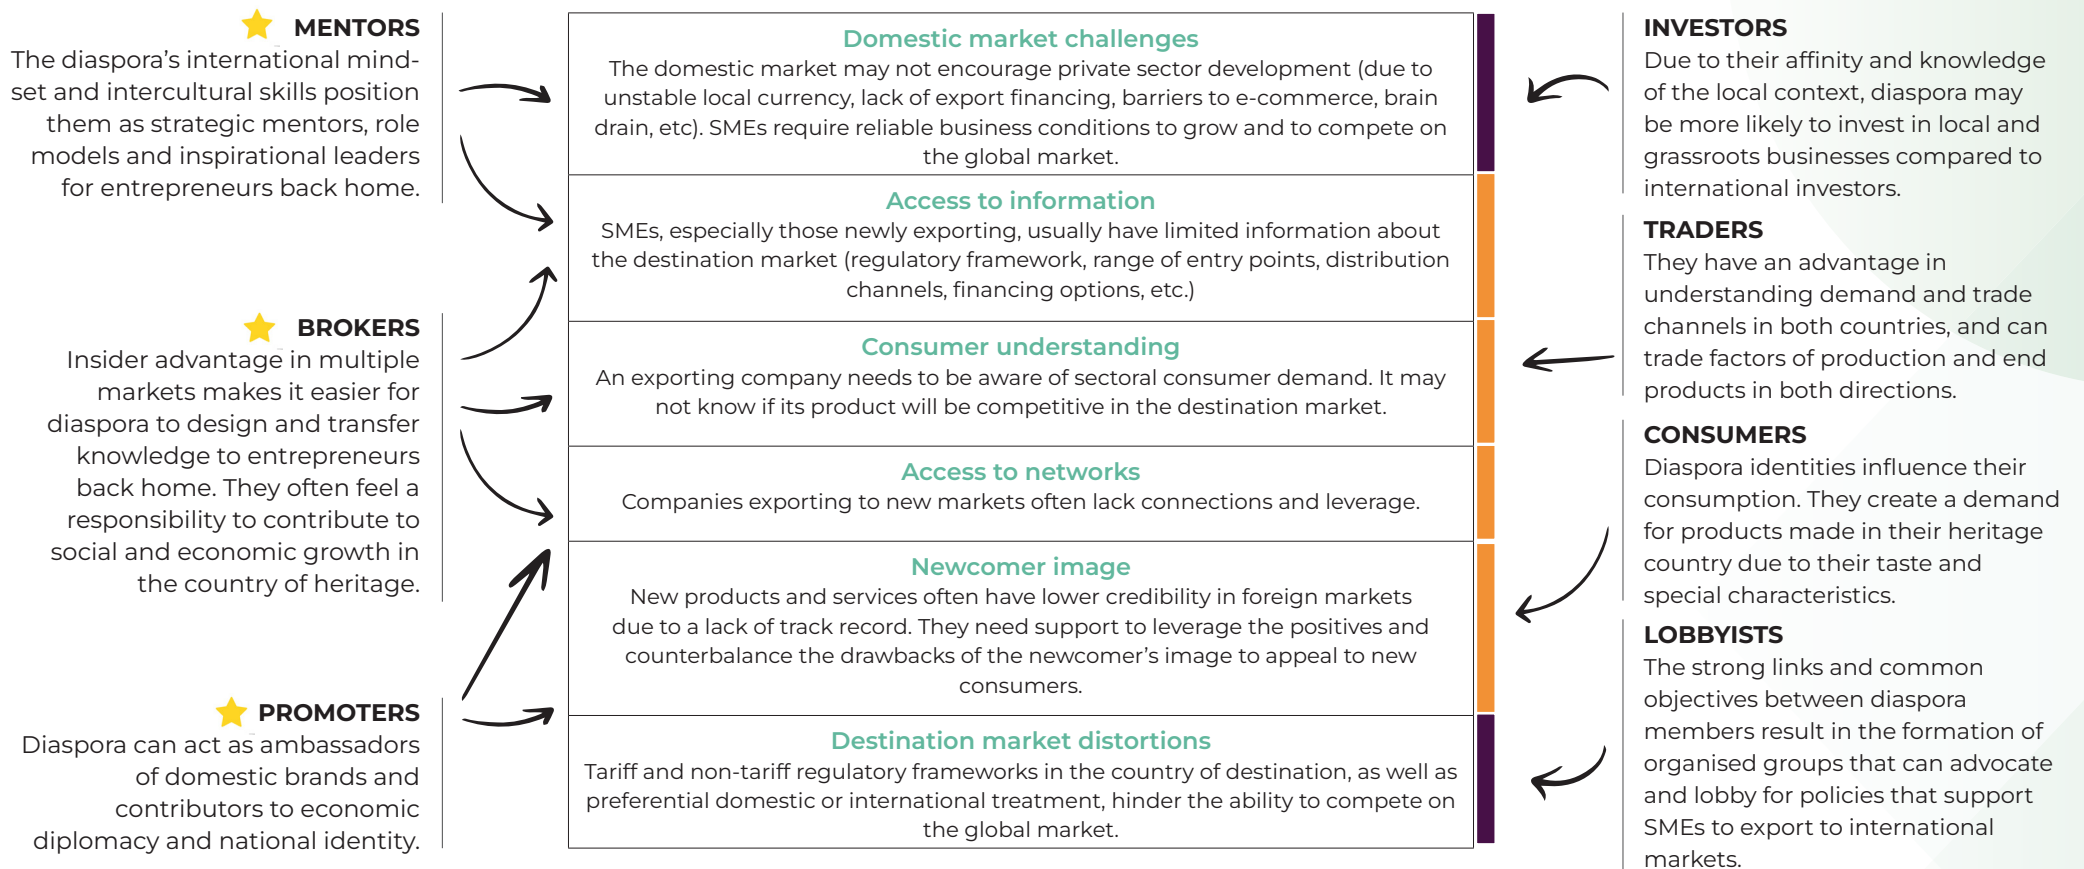 MENTORS
The diaspora's international mind-
set and intercultural skills position
them as strategic mentors, role
models and inspirational leaders
for entrepreneurs back home.
BROKERS
Insider advantage in multiple
markets makes it easier for
diaspora to design and transfer
knowledge to entrepreneurs
back home. They often feel a
responsibility to contribute to
social and economic growth in
the country of heritage.
PROMOTERS
Diaspora can act as ambassadors
of domestic brands and
contributors to economic
diplomacy and national identity.
Domestic market challenges
The domestic market may not encourage private sector development (due to
unstable local currency, lack of export financing, barriers to e-commerce, brain
drain, etc). SMEs require reliable business conditions to grow and to compete on
the global market.
Access to information
SMEs, especially those newly exporting, usually have limited information about
the destination market (regulatory framework, range of entry points, distribution
channels, financing options, etc.)
Consumer understanding
An exporting company needs to be aware of sectoral consumer demand. It may
not know if its product will be competitive in the destination market.
Access to networks
Companies exporting to new markets often lack connections and leverage.
Newcomer image
New products and services often have lower credibility in foreign markets
due to a lack of track record. They need support to leverage the positives and
counterbalance the drawbacks of the newcomer's image to appeal to new
consumers.
Destination market distortions
Tariff and non-tariff regulatory frameworks in the country of destination, as well as
preferential domestic or international treatment, hinder the ability to compete on
the global market.
INVESTORS
Due to their affinity and knowledge
of the local context, diaspora may
be more likely to invest in local and
grassroots businesses compared to
international investors.
TRADERS
They have an advantage in
understanding demand and trade
channels in both countries, and can
trade factors of production and end
products in both directions.
CONSUMERS
Diaspora identities influence their
consumption. They create a demand
for products made in their heritage
country due to their taste and
special characteristics.
LOBBYISTS
The strong links and common
objectives between diaspora
members result in the formation of
organised groups that can advocate
and lobby for policies that support
SMEs to export to international
markets.